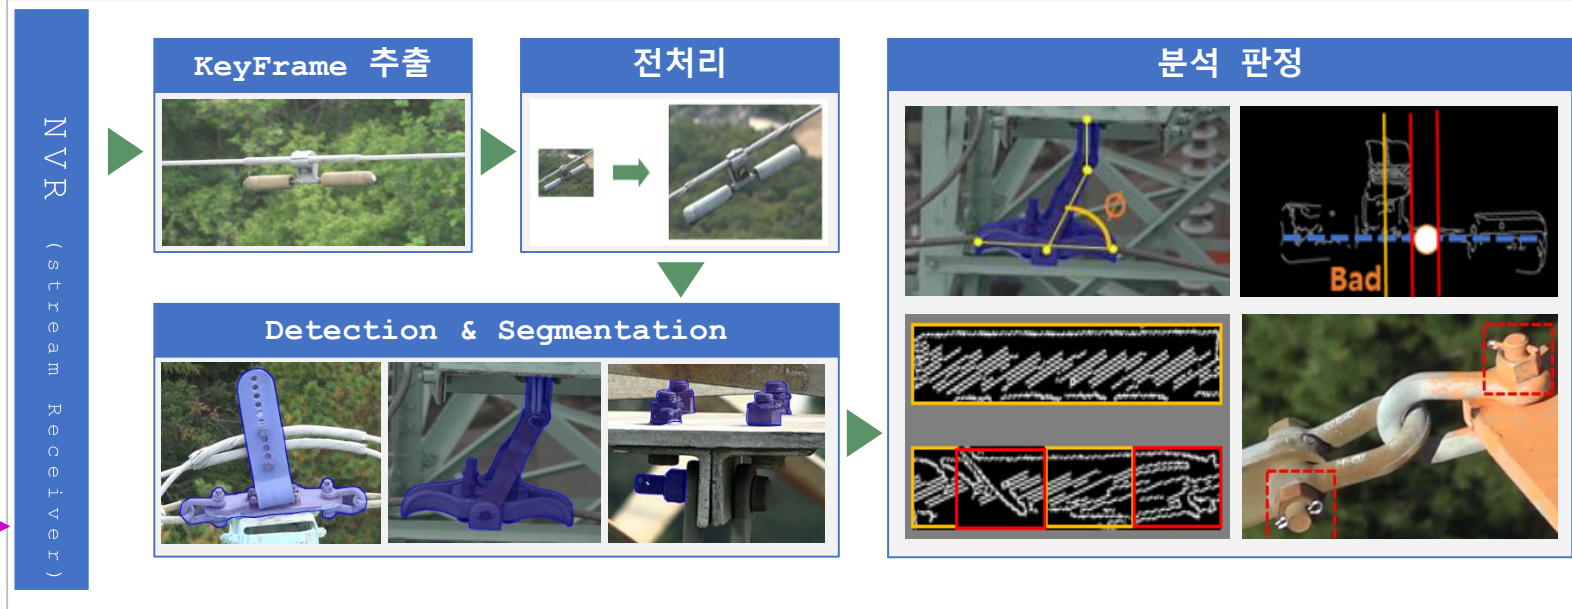 NVR (stream Receiver)
KeyFrame 추출
전처리
분석 판정
Ø
Bad
Detection & Segmentation